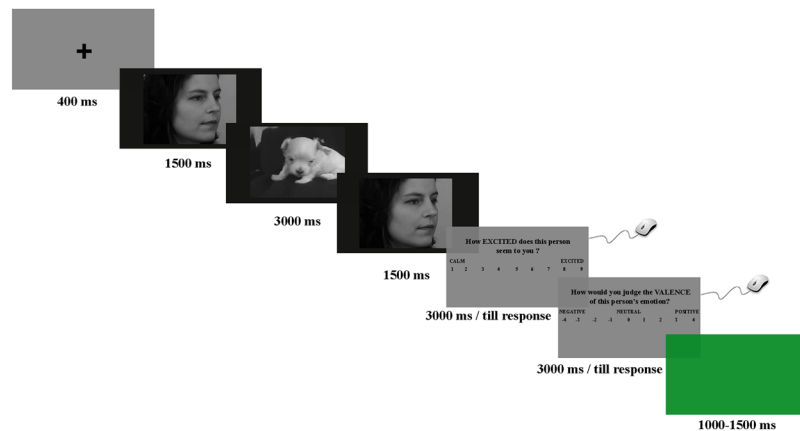 +
400 ms
1500 ms
3000 ms
1500 ms
How EXCITED does this person
seem to you ?
CALM EXCITED
1 2 3 4 5 6 7 8 9
3000 ms / till response
How would you judge the VALENCE
of this person's emotion?
NEGATIVE NEUTRAL POSITIVE
-4 -3 -2 -1 0 1 2 3 4
3000 ms / till response
1000-1500 ms